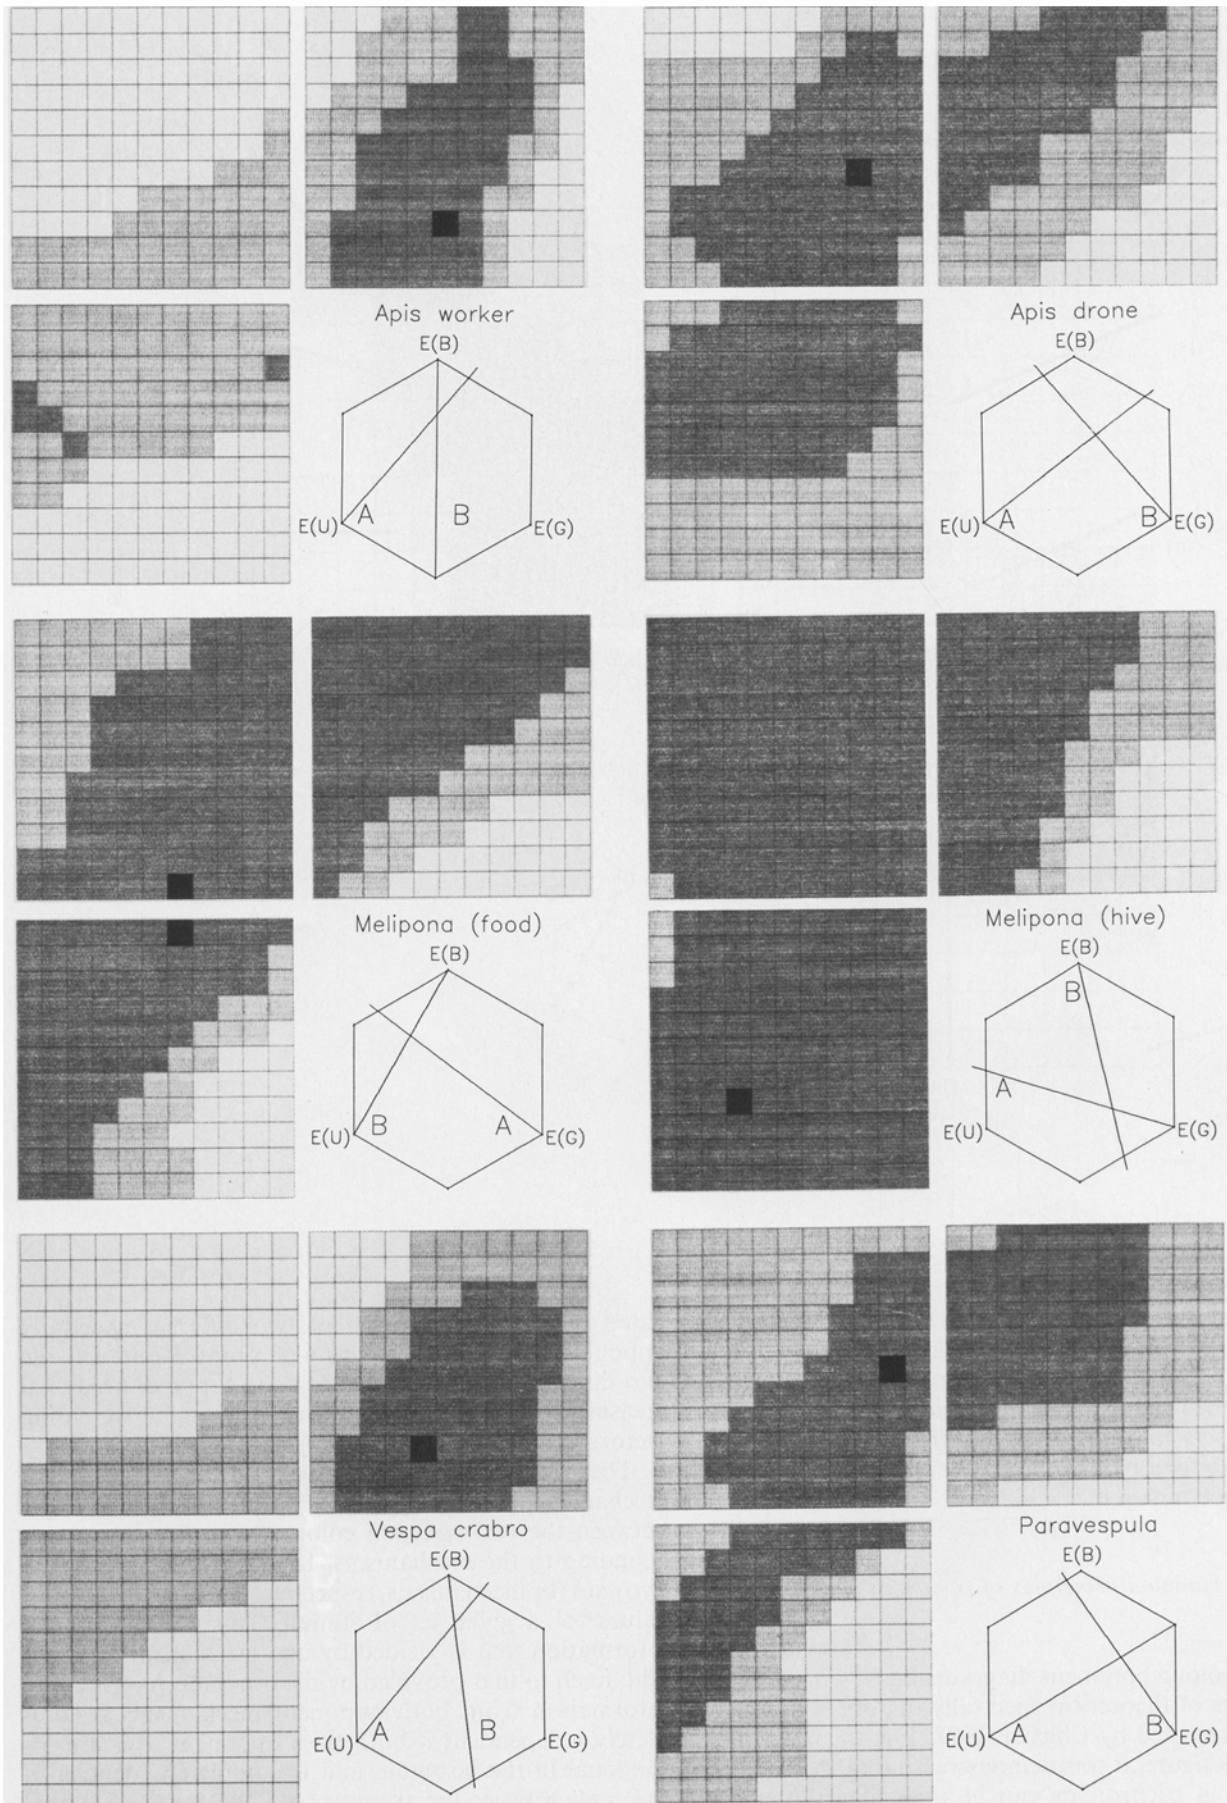 Apis worker
E(B)
A
B
E(U)
E(G)
Apis drone
E(B)
A
B
E(U)
E(G)
Melipona (food)
E(B)
B
A
E(U)
E(G)
Melipona (hive)
E(B)
B
A
E(U)
E(G)
Vespa crabro
E(B)
A
B
E(U)
E(G)
Paravespula
E(B)
A
B
E(U)
E(G)